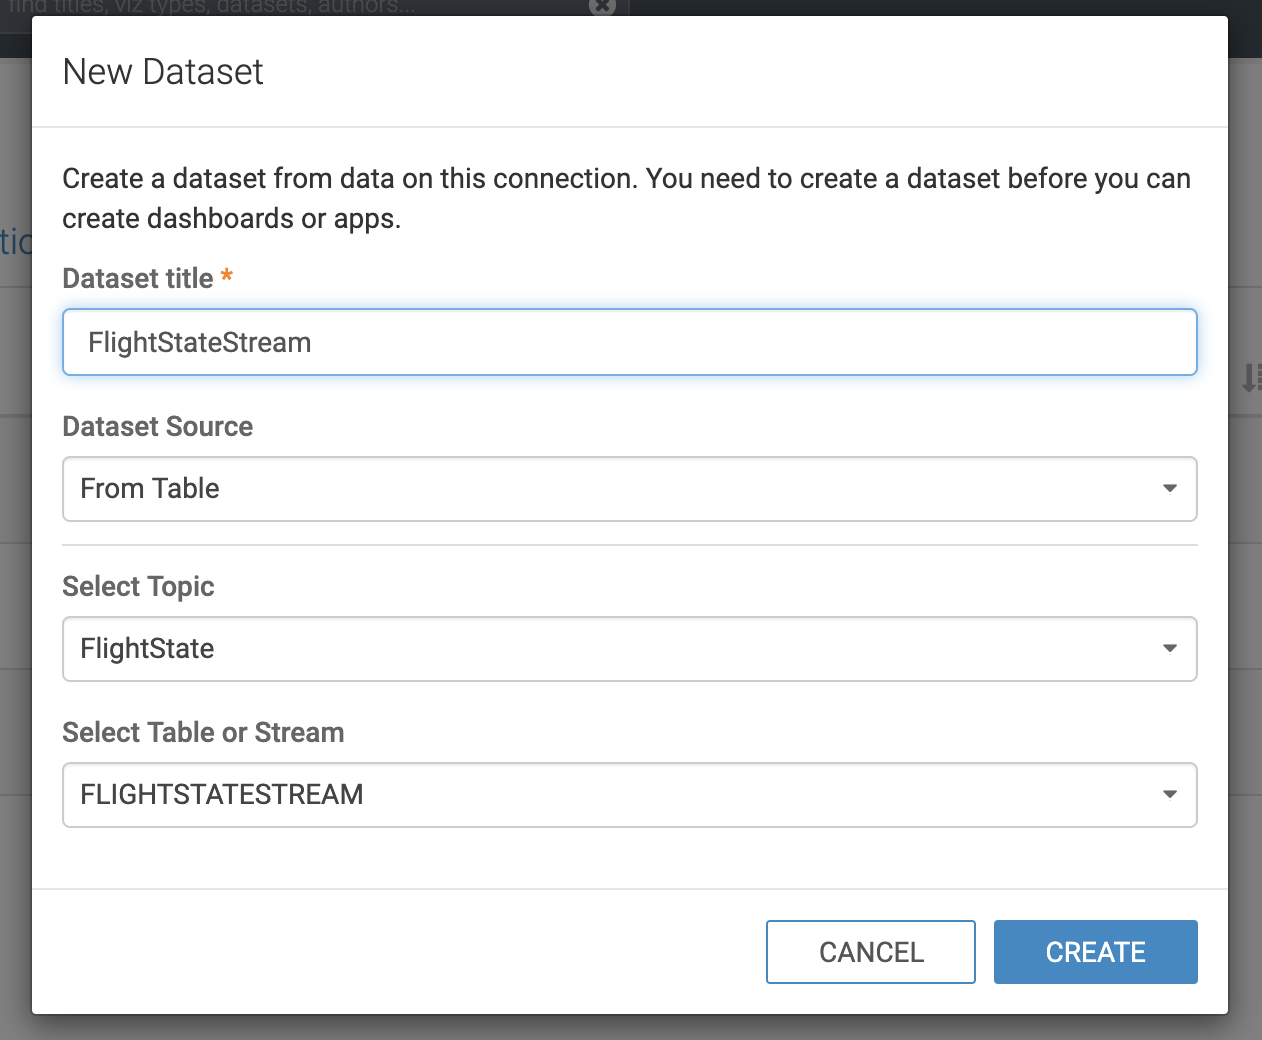 find titles, viz types, datasets, authors...
New Dataset
Create a dataset from data on this connection. You need to create a dataset before you can
create dashboards or apps.
tio
Dataset title *
FlightStateStream
Dataset Source
From Table
Select Topic
FlightState
Select Table or Stream
FLIGHTSTATESTREAM
CANCEL
CREATE